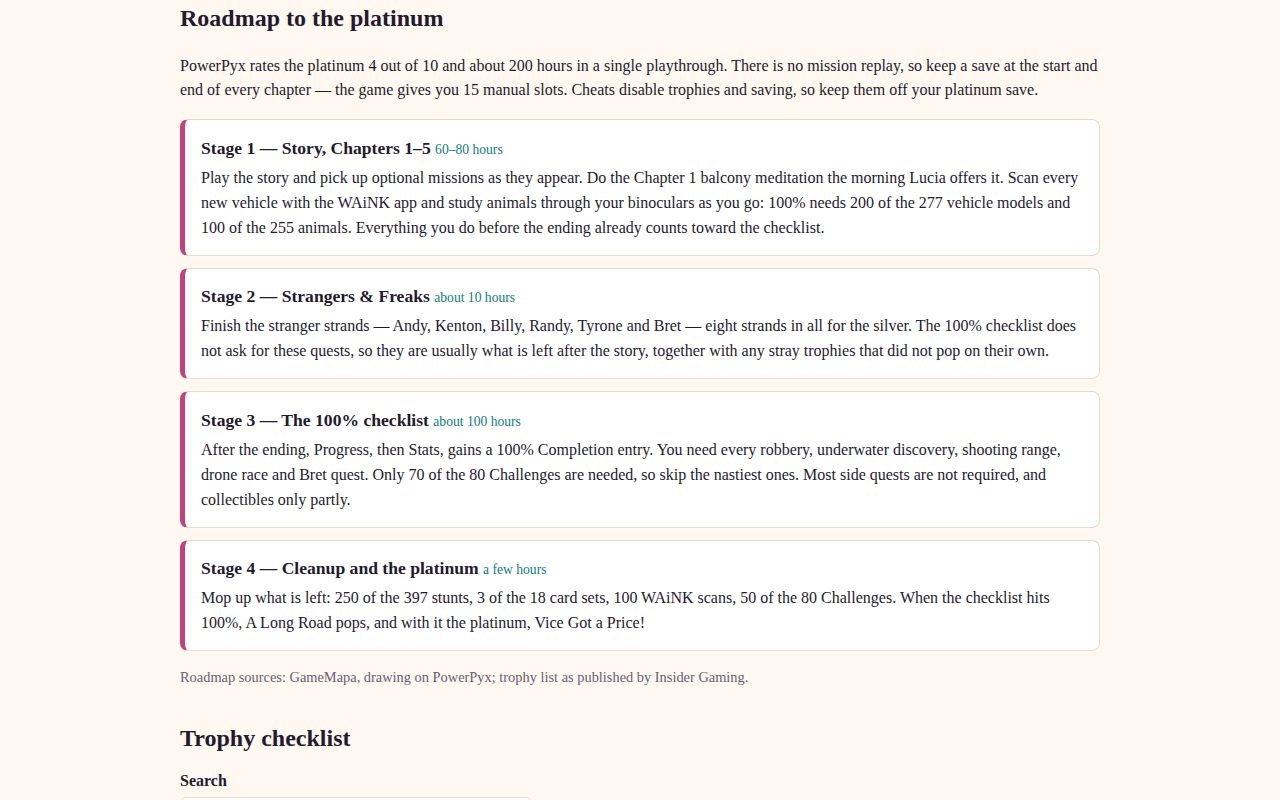 Roadmap to the platinum
PowerPyx rates the platinum 4 out of 10 and about 200 hours in a single playthrough. There is no mission replay, so keep a save at the start and
end of every chapter — the game gives you 15 manual slots. Cheats disable trophies and saving, so keep them off your platinum save.
Stage 1 — Story, Chapters 1–5 60–80 hours
Play the story and pick up optional missions as they appear. Do the Chapter 1 balcony meditation the morning Lucia offers it. Scan every
new vehicle with the WAiNK app and study animals through your binoculars as you go: 100% needs 200 of the 277 vehicle models and
100 of the 255 animals. Everything you do before the ending already counts toward the checklist.
Stage 2 — Strangers & Freaks about 10 hours
Finish the stranger strands — Andy, Kenton, Billy, Randy, Tyrone and Bret — eight strands in all for the silver. The 100% checklist does
not ask for these quests, so they are usually what is left after the story, together with any stray trophies that did not pop on their own.
Stage 3 — The 100% checklist about 100 hours
After the ending, Progress, then Stats, gains a 100% Completion entry. You need every robbery, underwater discovery, shooting range,
drone race and Bret quest. Only 70 of the 80 Challenges are needed, so skip the nastiest ones. Most side quests are not required, and
collectibles only partly.
Stage 4 — Cleanup and the platinum a few hours
Mop up what is left: 250 of the 397 stunts, 3 of the 18 card sets, 100 WAiNK scans, 50 of the 80 Challenges. When the checklist hits
100%, A Long Road pops, and with it the platinum, Vice Got a Price!
Roadmap sources: GameMapa, drawing on PowerPyx; trophy list as published by Insider Gaming.
Trophy checklist
Search